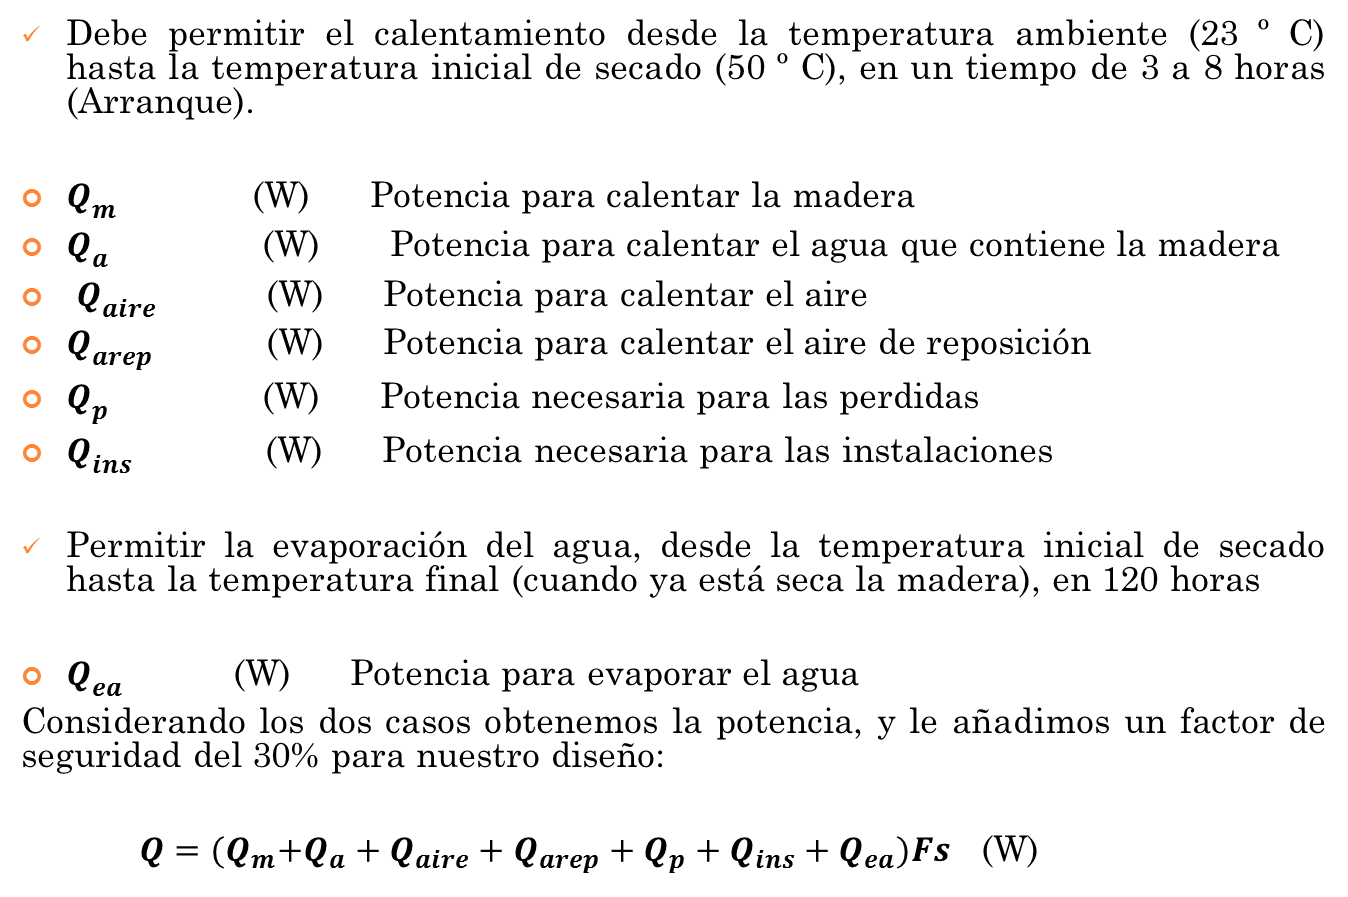 ✓ Debe permitir el calentamiento desde la temperatura ambiente (23 º C)
hasta la temperatura inicial de secado (50 º C), en un tiempo de 3 a 8 horas
(Arranque).
Q_m (W) Potencia para calentar la madera
Q_a (W) Potencia para calentar el agua que contiene la madera
Q_aire (W) Potencia para calentar el aire
Q_arep (W) Potencia para calentar el aire de reposición
Q_p (W) Potencia necesaria para las perdidas
Q_ins (W) Potencia necesaria para las instalaciones
✓ Permitir la evaporación del agua, desde la temperatura inicial de secado
hasta la temperatura final (cuando ya está seca la madera), en 120 horas
Q_ea (W) Potencia para evaporar el agua
Considerando los dos casos obtenemos la potencia, y le añadimos un factor de
seguridad del 30% para nuestro diseño:
Q = (Q_m+Q_a + Q_aire + Q_arep + Q_p + Q_ins + Q_ea)Fs (W)